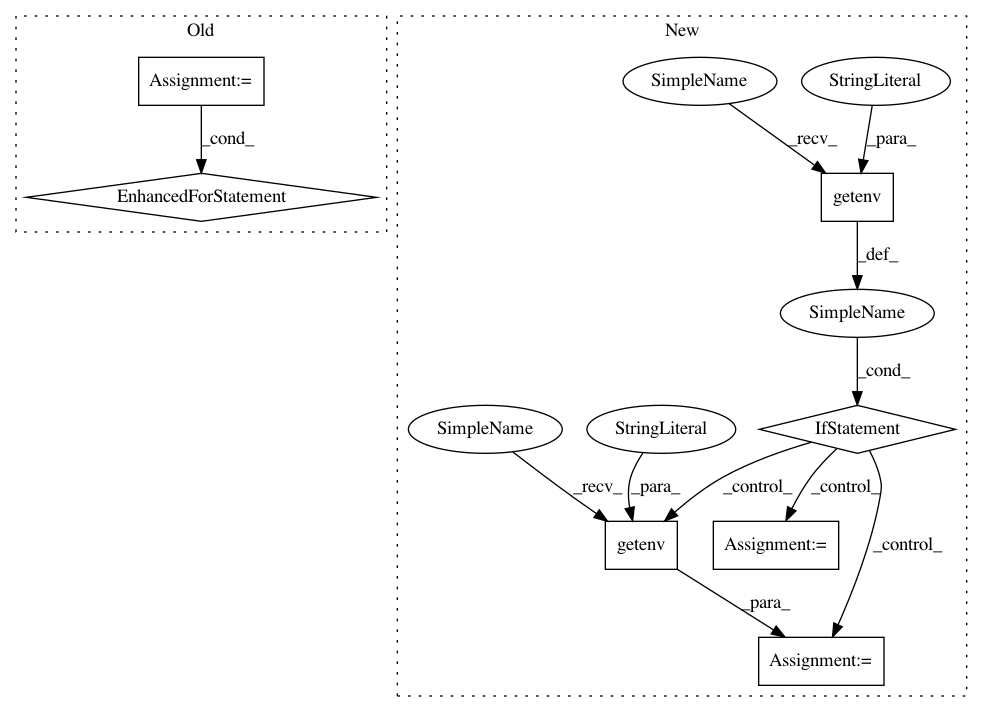 Old
New
Assignment:=
SimpleName
StringLiteral
_cond_
_recv_
_para_
EnhancedForStatement
getenv
_def_
SimpleName
_cond_
SimpleName
StringLiteral
IfStatement
_recv_
_para_
_control_
_control_
getenv
Assignment:=
_control_
_para_
Assignment:=